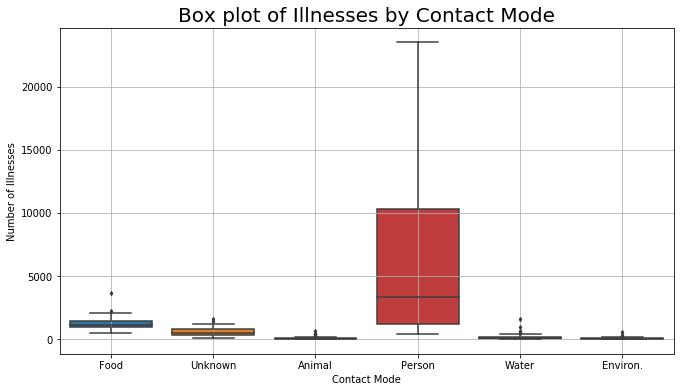 Box plot of Illnesses by Contact Mode
Number of Illnesses
20000
15000
10000
5000
0
Food Unknown Animal Person Water Environ.
Contact Mode